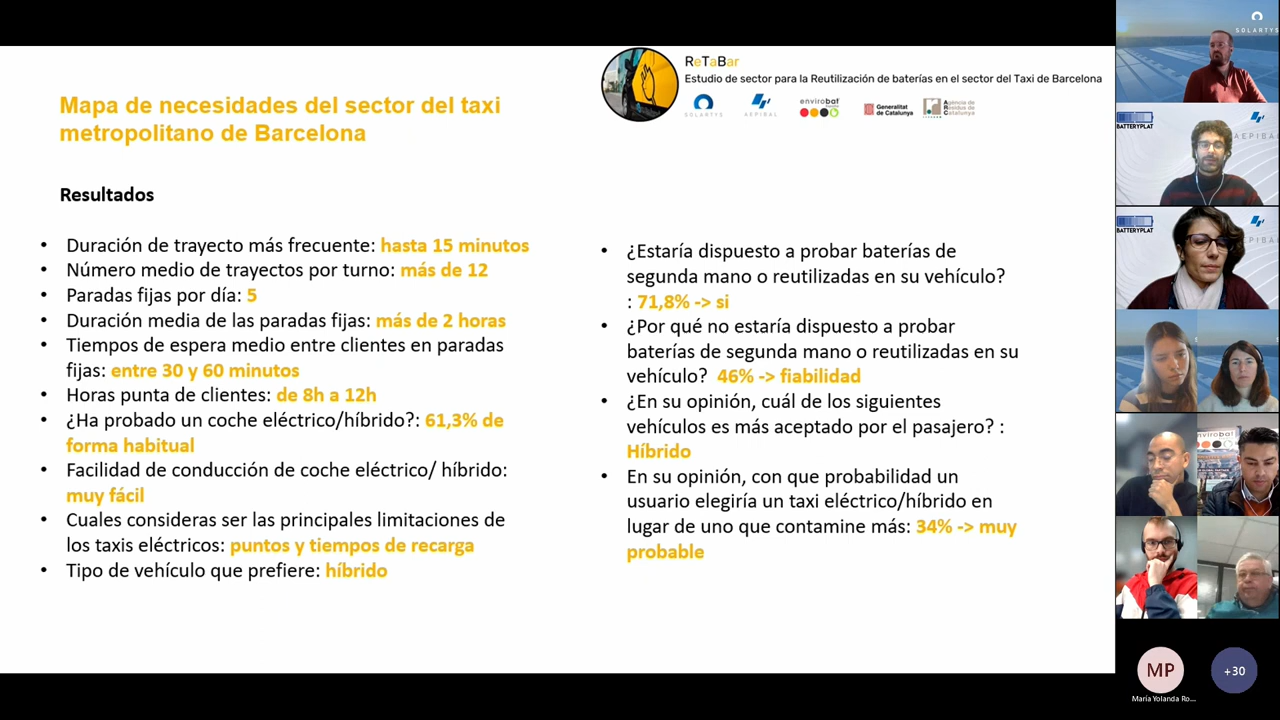 ReTaBar
Estudio de sector para la Reutilización de baterías en el sector del Taxi de Barcelona
SOLARTYS
AEPIBAL
envirobat
Generalitat
de Catalunya
Agència de
Residus de
Catalunya
Mapa de necesidades del sector del taxi
metropolitano de Barcelona
Resultados
• Duración de trayecto más frecuente: hasta 15 minutos
• Número medio de trayectos por turno: más de 12
• Paradas fijas por día: 5
• Duración media de las paradas fijas: más de 2 horas
• Tiempos de espera medio entre clientes en paradas
fijas: entre 30 y 60 minutos
• Horas punta de clientes: de 8h a 12h
• ¿Ha probado un coche eléctrico/híbrido?: 61,3% de
forma habitual
• Facilidad de conducción de coche eléctrico/ híbrido:
muy fácil
• Cuales consideras ser las principales limitaciones de
los taxis eléctricos: puntos y tiempos de recarga
• Tipo de vehículo que prefiere: híbrido
• ¿Estaría dispuesto a probar baterías de
segunda mano o reutilizadas en su vehículo?
: 71,8% -> si
• ¿Por qué no estaría dispuesto a probar
baterías de segunda mano o reutilizadas en su
vehículo? 46% -> fiabilidad
• ¿En su opinión, cuál de los siguientes
vehículos es más aceptado por el pasajero? :
Híbrido
• En su opinión, con que probabilidad un
usuario elegiría un taxi eléctrico/híbrido en
lugar de uno que contamine más: 34% -> muy
probable
SOLARTYS
BATTERYPLAT
AEPIBAL
BATTERYPLAT
envirobat
MP
María Yolanda Ro...
+30